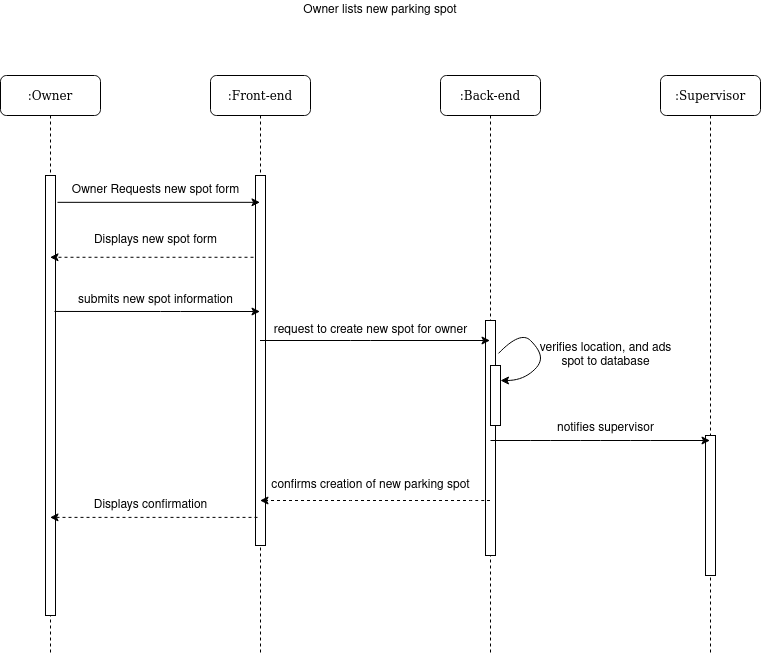 Owner lists new parking spot
:Owner
:Front-end
:Back-end
:Supervisor
Owner Requests new spot form
Displays new spot form
submits new spot information
request to create new spot for owner
verifies location, and ads
spot to database
notifies supervisor
confirms creation of new parking spot
Displays confirmation